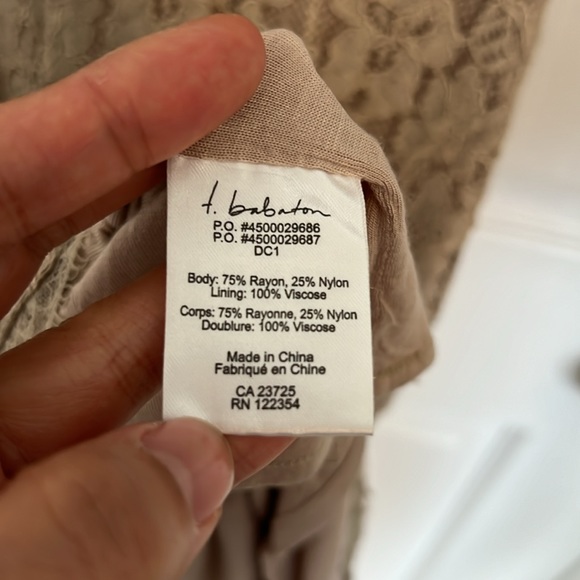 t. babaton
P.O. #4500029686
P.O. #4500029687
DC1
Body: 75% Rayon, 25% Nylon
Lining: 100% Viscose
Corps: 75% Rayonne, 25% Nylon
Doublure: 100% Viscose
Made in China
Fabriqué en Chine
CA 23725
RN 122354